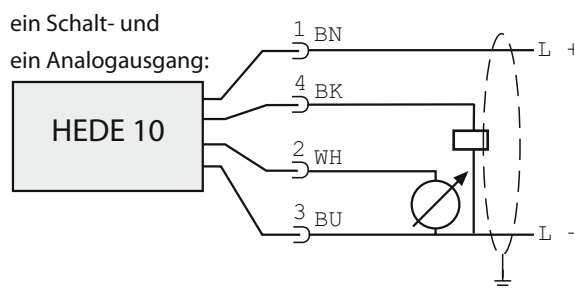 ein Schalt- und
ein Analogausgang:
HEDE 10
1 BN
L +
4 BK
2 WH
3 BU
L -